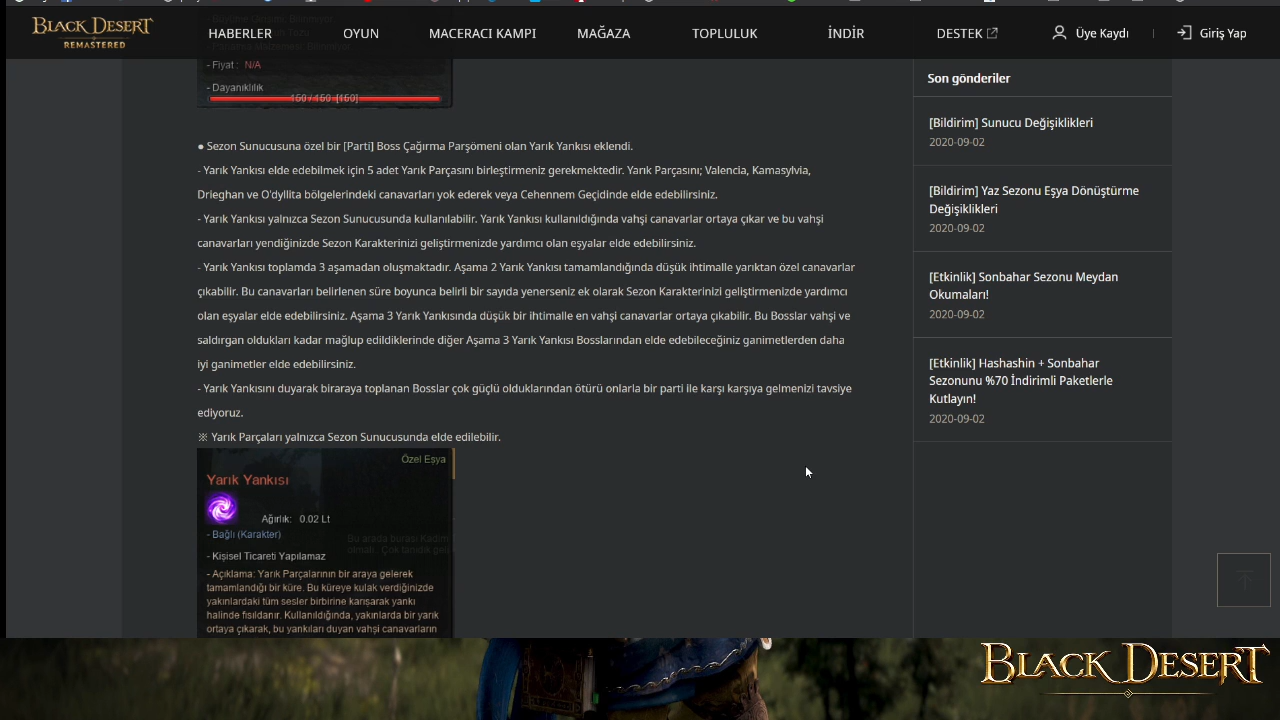 BLACK DESERT
REMASTERED
HABERLER
OYUN
MACERACI KAMPI
MAĞAZA
TOPLULUK
İNDİR
DESTEK
Üye Kaydı
Giriş Yap
- Fiyat : N/A
- Dayanıklılık
150 / 150 [150]
● Sezon Sunucusuna özel bir [Parti] Boss Çağırma Parşömeni olan Yarık Yankısı eklendi.
- Yarık Yankısı elde edebilmek için 5 adet Yarık Parçasını birleştirmeniz gerekmektedir. Yarık Parçasını; Valencia, Kamasylvia,
Drieghan ve O'dyllita bölgelerindeki canavarları yok ederek veya Cehennem Geçidinde elde edebilirsiniz.
- Yarık Yankısı yalnızca Sezon Sunucusunda kullanılabilir. Yarık Yankısı kullanıldığında vahşi canavarlar ortaya çıkar ve bu vahşi
canavarları yendiğinizde Sezon Karakterinizi geliştirmenizde yardımcı olan eşyalar elde edebilirsiniz.
- Yarık Yankısı toplamda 3 aşamadan oluşmaktadır. Aşama 2 Yarık Yankısı tamamlandığında düşük ihtimalle yarıktan özel canavarlar
çıkabilir. Bu canavarları belirlenen süre boyunca belirli bir sayıda yenerseniz ek olarak Sezon Karakterinizi geliştirmenizde yardımcı
olan eşyalar elde edebilirsiniz. Aşama 3 Yarık Yankısında düşük bir ihtimalle en vahşi canavarlar ortaya çıkabilir. Bu Bosslar vahşi ve
saldırgan oldukları kadar mağlup edildiklerinde diğer Aşama 3 Yarık Yankısı Bosslarından elde edebileceğiniz ganimetlerden daha
iyi ganimetler elde edebilirsiniz.
- Yarık Yankısını duyarak biraraya toplanan Bosslar çok güçlü olduklarından ötürü onlarla bir parti ile karşı karşıya gelmenizi tavsiye
ediyoruz.
※ Yarık Parçaları yalnızca Sezon Sunucusunda elde edilebilir.
Özel Eşya
Yarık Yankısı
Ağırlık: 0.02 Lt
- Bağlı (Karakter)
- Kişisel Ticareti Yapılamaz
- Açıklama: Yarık Parçalarının bir araya gelerek
tamamlandığı bir küre. Bu küreye kulak verdiğinizde
yakınlardaki tüm sesler birbirine karışarak yankı
halinde fısıldanır. Kullanıldığında, yakınlarda bir yarık
ortaya çıkarak, bu yankıları duyan vahşi canavarların
Son gönderiler
[Bildirim] Sunucu Değişiklikleri
2020-09-02
[Bildirim] Yaz Sezonu Eşya Dönüştürme
Değişiklikleri
2020-09-02
[Etkinlik] Sonbahar Sezonu Meydan
Okumaları!
2020-09-02
[Etkinlik] Hashashin + Sonbahar
Sezonunu %70 İndirimli Paketlerle
Kutlayın!
2020-09-02
BLACK DESERT